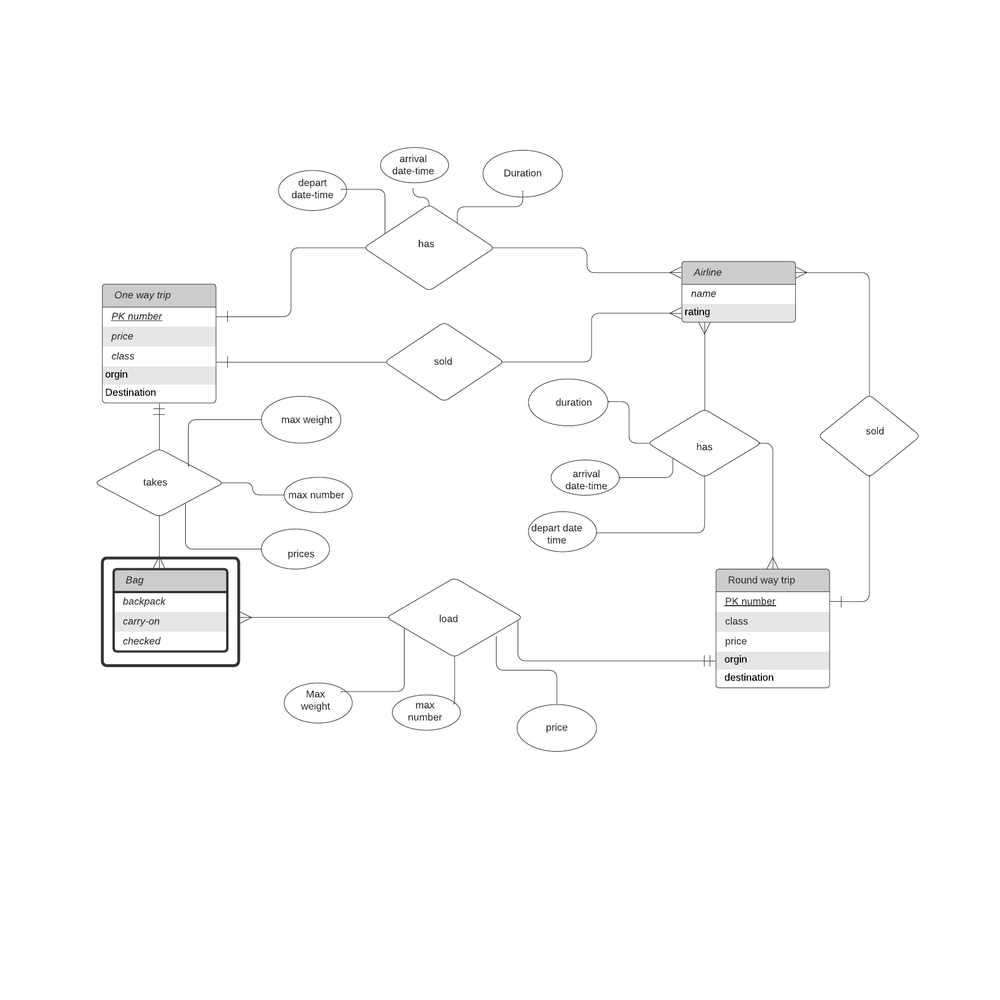 arrival
date-time
depart
date-time
Duration
has
Airline
name
rating
One way trip
PK number
price
class
orgin
Destination
sold
max weight
duration
has
sold
takes
max number
arrival
date-time
depart date
time
prices
Bag
backpack
carry-on
checked
load
Round way trip
PK number
class
price
orgin
destination
Max
weight
max
number
price